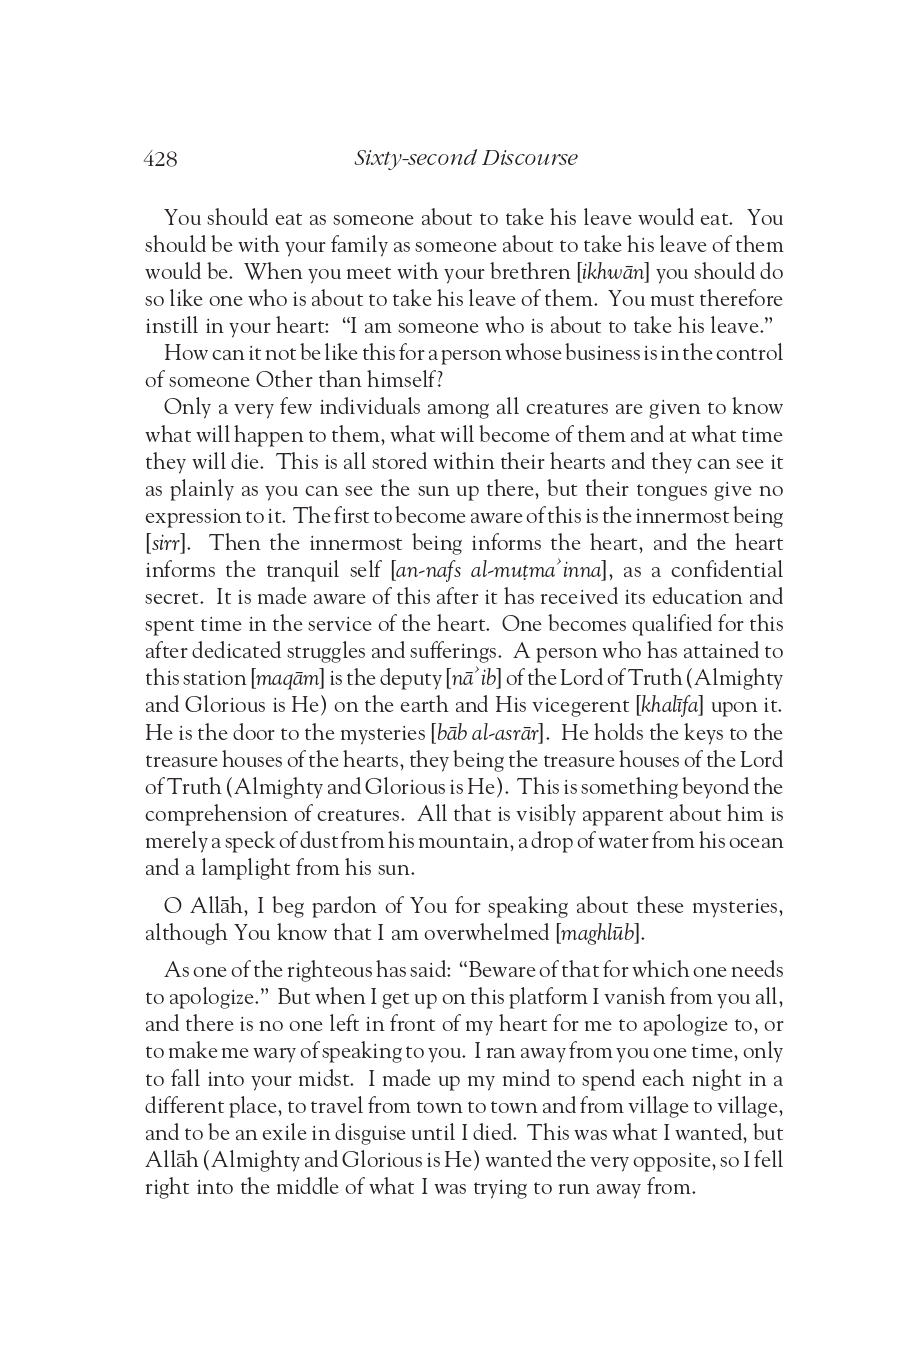 428 Sixty-second Discourse
You should eat as someone about to take his leave would eat. You
should be with your family as someone about to take his leave of them
would be. When you meet with your brethren [ikhwān] you should do
so like one who is about to take his leave of them. You must therefore
instill in your heart: “I am someone who is about to take his leave.”
How can it not be like this for a person whose business is in the control
of someone Other than himself?
Only a very few individuals among all creatures are given to know
what will happen to them, what will become of them and at what time
they will die. This is all stored within their hearts and they can see it
as plainly as you can see the sun up there, but their tongues give no
expression to it. The first to become aware of this is the innermost being
[sirr]. Then the innermost being informs the heart, and the heart
informs the tranquil self [an-nafs al-muṭmaʾinna], as a confidential
secret. It is made aware of this after it has received its education and
spent time in the service of the heart. One becomes qualified for this
after dedicated struggles and sufferings. A person who has attained to
this station [maqām] is the deputy [nāʾib] of the Lord of Truth (Almighty
and Glorious is He) on the earth and His vicegerent [khalīfa] upon it.
He is the door to the mysteries [bāb al-asrār]. He holds the keys to the
treasure houses of the hearts, they being the treasure houses of the Lord
of Truth (Almighty and Glorious is He). This is something beyond the
comprehension of creatures. All that is visibly apparent about him is
merely a speck of dust from his mountain, a drop of water from his ocean
and a lamplight from his sun.
O Allāh, I beg pardon of You for speaking about these mysteries,
although You know that I am overwhelmed [maghlūb].
As one of the righteous has said: “Beware of that for which one needs
to apologize.” But when I get up on this platform I vanish from you all,
and there is no one left in front of my heart for me to apologize to, or
to make me wary of speaking to you. I ran away from you one time, only
to fall into your midst. I made up my mind to spend each night in a
different place, to travel from town to town and from village to village,
and to be an exile in disguise until I died. This was what I wanted, but
Allāh (Almighty and Glorious is He) wanted the very opposite, so I fell
right into the middle of what I was trying to run away from.